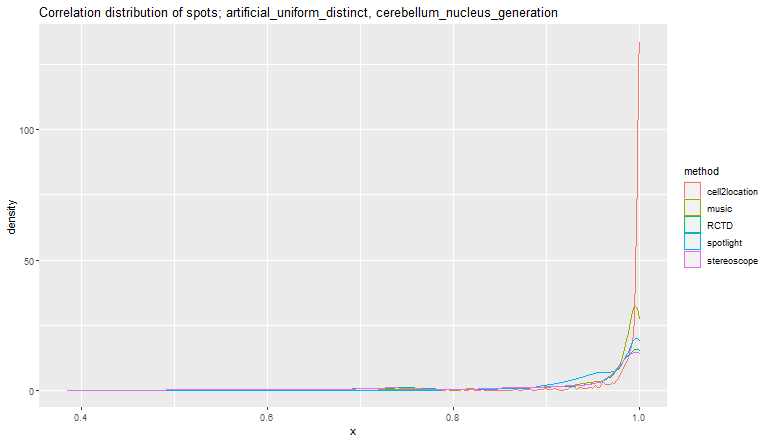 Correlation distribution of spots; artificial_uniform_distinct, cerebellum_nucleus_generation
density
100
50
0
0.4
0.6
0.8
1.0
x
method
cell2location
music
RCTD
spotlight
stereoscope